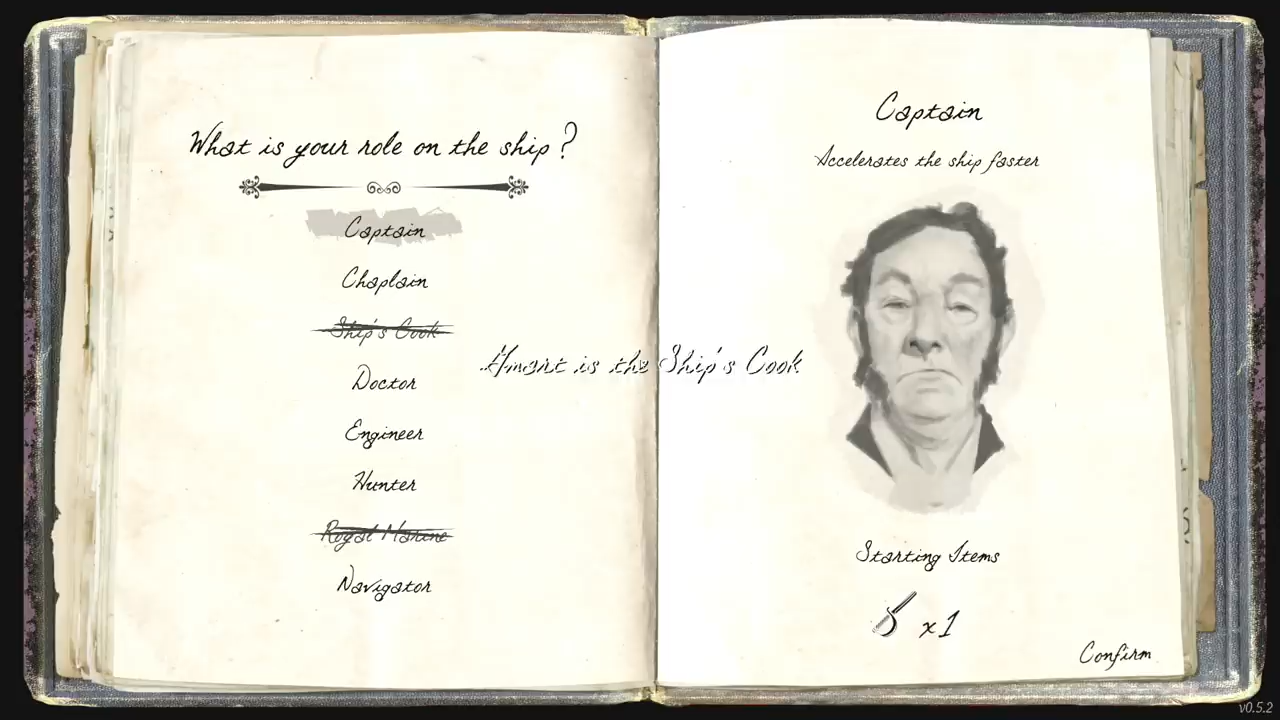 What is your role on the ship?
Captain
Chaplain
Ship's Cook
Doctor
Engineer
Hunter
Royal Marine
Navigator
Amart is the Ship's Cook
Captain
Accelerates the ship faster
Starting Items
x1
Confirm
v0.5.2